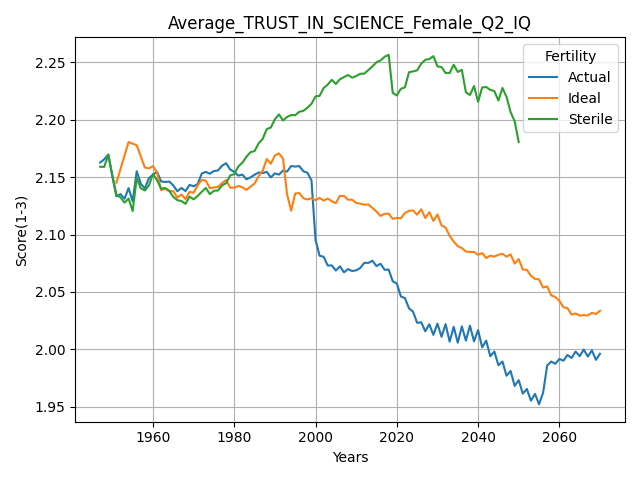 Average_TRUST_IN_SCIENCE_Female_Q2_IQ
Fertility
Actual
Ideal
Sterile
Score(1-3)
2.25
2.20
2.15
2.10
2.05
2.00
1.95
1960 1980 2000 2020 2040 2060
Years